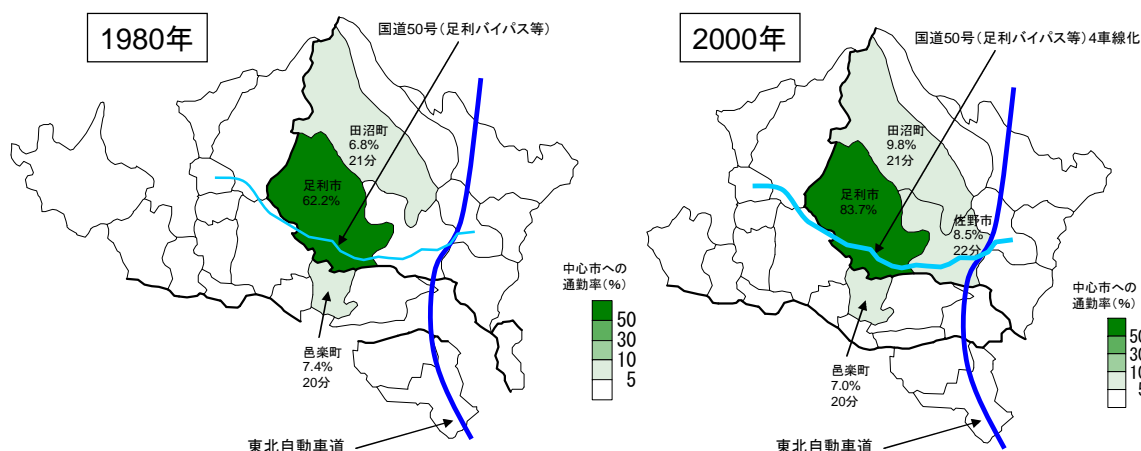 1980年
国道50号(足利バイパス等)
田沼町
6.8%
21分
足利市
62.2%
邑楽町
7.4%
20分
東北自動車道
中心市への
通勤率(%)
50
30
10
5
2000年
国道50号(足利バイパス等)4車線化
田沼町
9.8%
21分
足利市
83.7%
佐野市
8.5%
22分
邑楽町
7.0%
20分
東北自動車道
中心市への
通勤率(%)
50
30
10
5